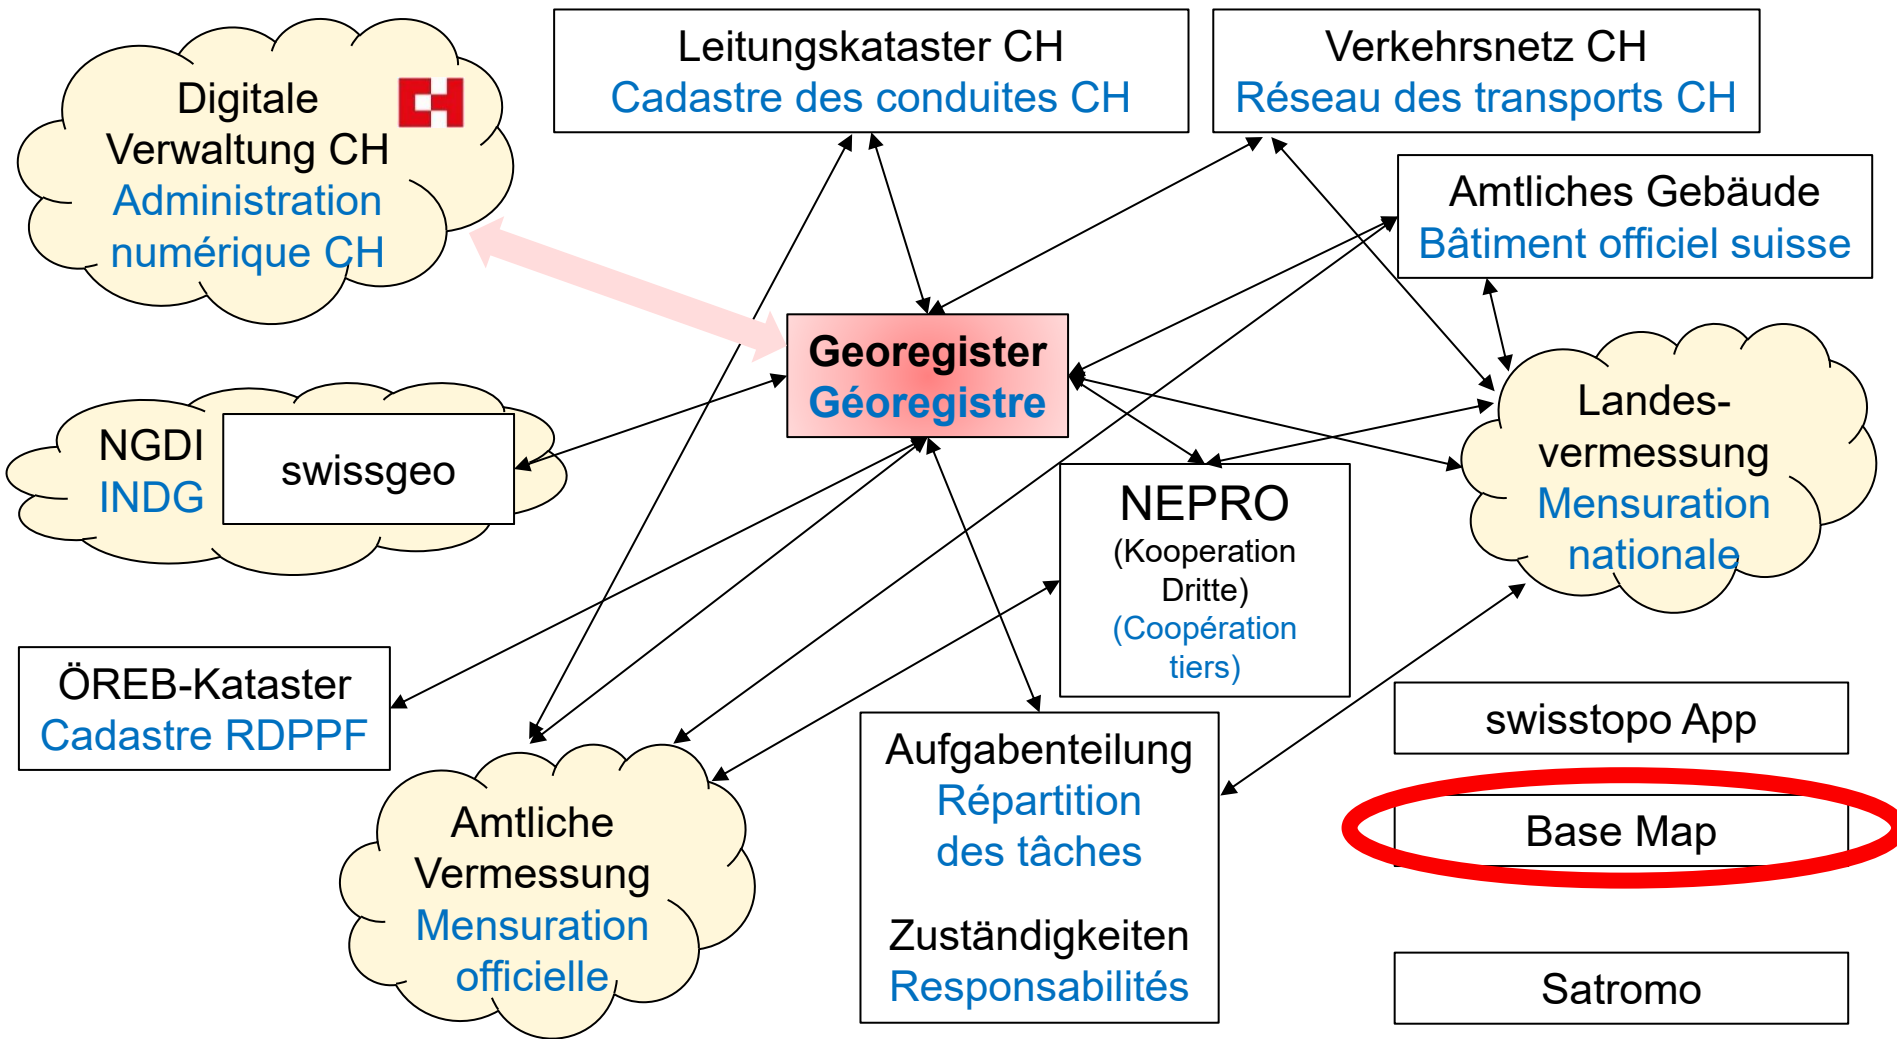 Leitungskataster CH
Cadastre des conduites CH
Verkehrsnetz CH
Réseau des transports CH
Digitale
Verwaltung CH
Administration
numérique CH
Amtliches Gebäude
Bâtiment officiel suisse
Georegister
Géoregistre
Landes-
vermessung
Mensuration
nationale
NGDI
INDG
swissgeo
NEPRO
(Kooperation
Dritte)
(Coopération
tiers)
ÖREB-Kataster
Cadastre RDPPF
Amtliche
Vermessung
Mensuration
officielle
Aufgabenteilung
Répartition
des tâches
Zuständigkeiten
Responsabilités
swisstopo App
Base Map
Satromo